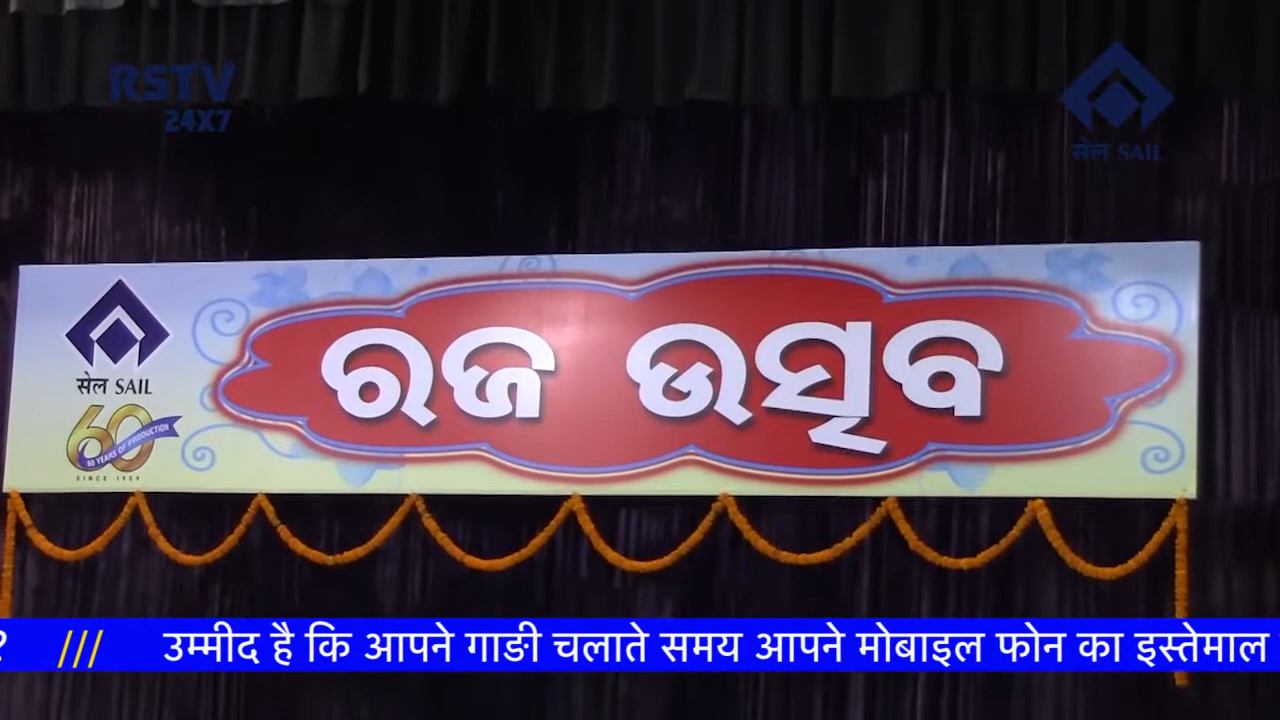 RSTV
24X7
सेल SAIL
ରଜ ଉତ୍ସବ
सेल SAIL
60
60 YEARS OF PRODUCTION
SINCE 1959
/// उम्मीद है कि आपने गाङी चलाते समय आपने मोबाइल फोन का इस्तेमाल